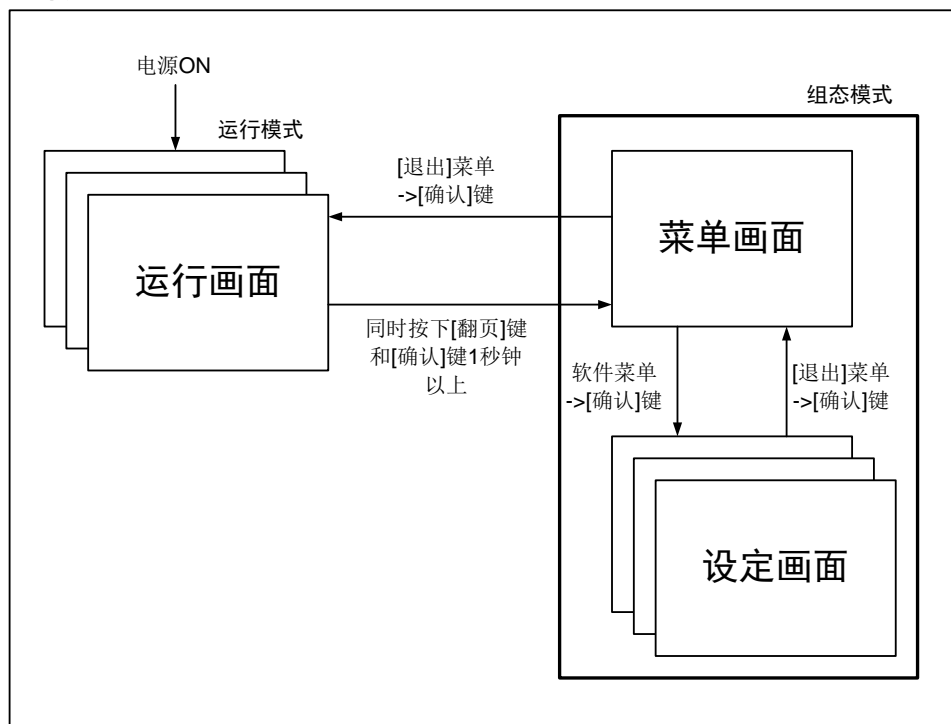 电源ON
运行模式
组态模式
[退出]菜单
->[确认]键
菜单画面
运行画面
同时按下[翻页]键
和[确认]键1秒钟
以上
软件菜单
->[确认]键
[退出]菜单
->[确认]键
设定画面